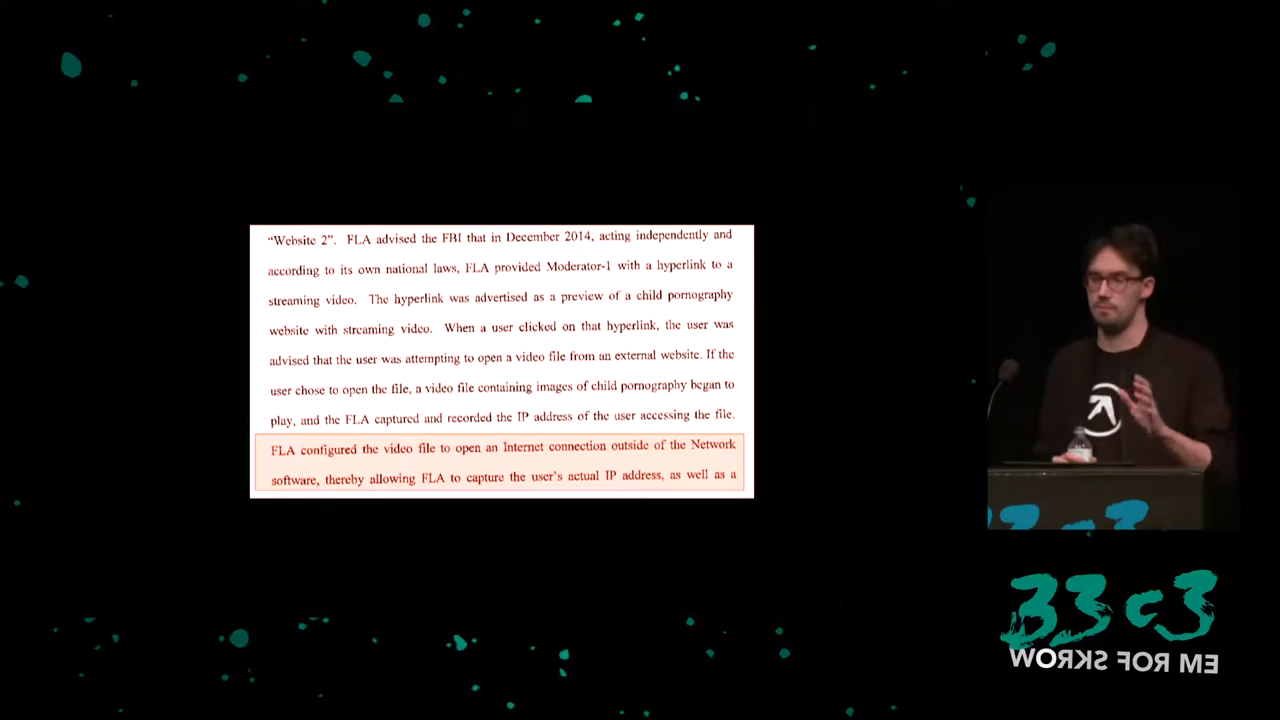 “Website 2”. FLA advised the FBI that in December 2014, acting independently and
according to its own national laws, FLA provided Moderator-1 with a hyperlink to a
streaming video. The hyperlink was advertised as a preview of a child pornography
website with streaming video. When a user clicked on that hyperlink, the user was
advised that the user was attempting to open a video file from an external website. If the
user chose to open the file, a video file containing images of child pornography began to
play, and the FLA captured and recorded the IP address of the user accessing the file.
FLA configured the video file to open an Internet connection outside of the Network
software, thereby allowing FLA to capture the user’s actual IP address, as well as a
33c3
33c3
WORKS FOR ME